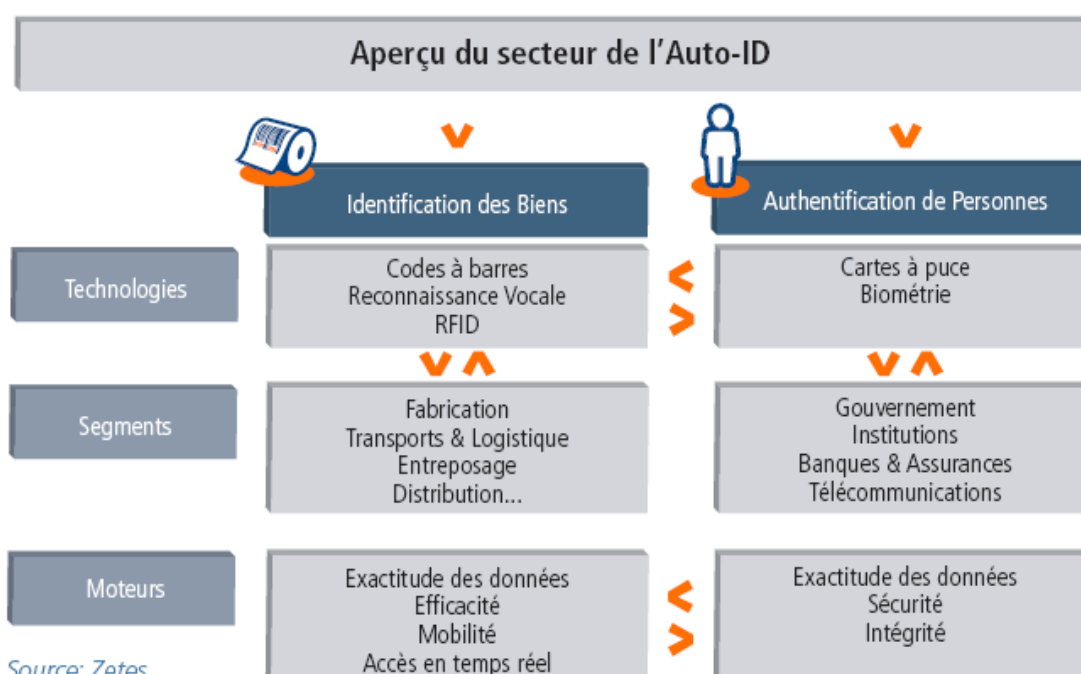 Aperçu du secteur de l'Auto-ID
Identification des Biens
Authentification de Personnes
Technologies
Codes à barres
Reconnaissance Vocale
RFID
Cartes à puce
Biométrie
Segments
Fabrication
Transports & Logistique
Entreposage
Distribution...
Gouvernement
Institutions
Banques & Assurances
Télécommunications
Moteurs
Exactitude des données
Efficacité
Mobilité
Accès en temps réel
Exactitude des données
Sécurité
Intégrité
Source: Zetes